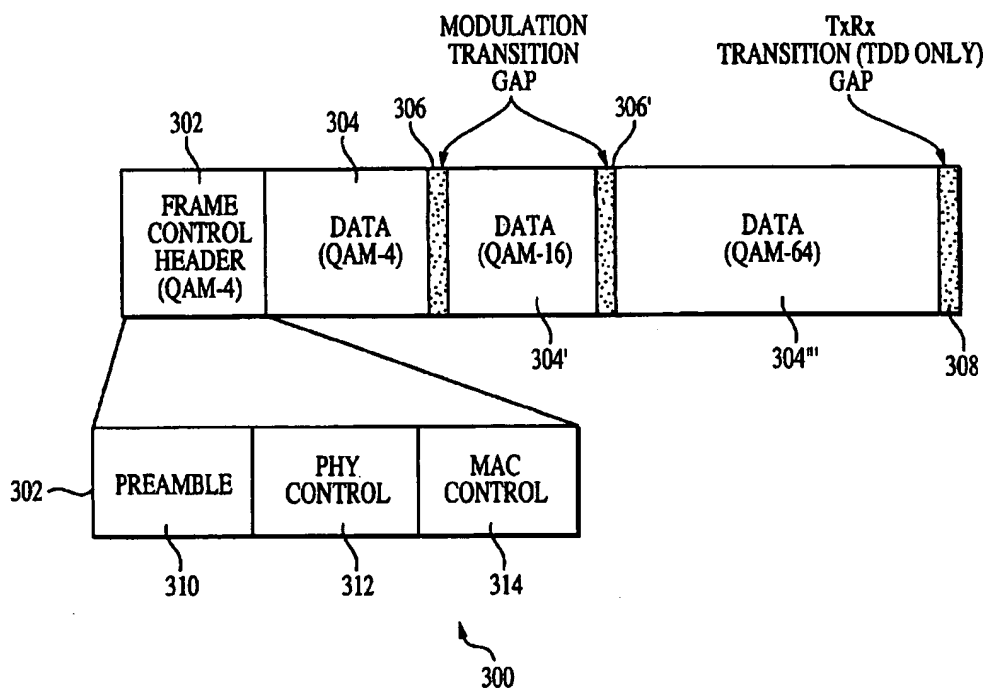 MODULATION
TRANSITION
GAP
TxRx
TRANSITION (TDD ONLY)
GAP
302
304
306
306'
FRAME
CONTROL
HEADER
(QAM-4)
DATA
(QAM-4)
DATA
(QAM-16)
DATA
(QAM-64)
304'
304"'
308
302
PREAMBLE
PHY
CONTROL
MAC
CONTROL
310
312
314
300